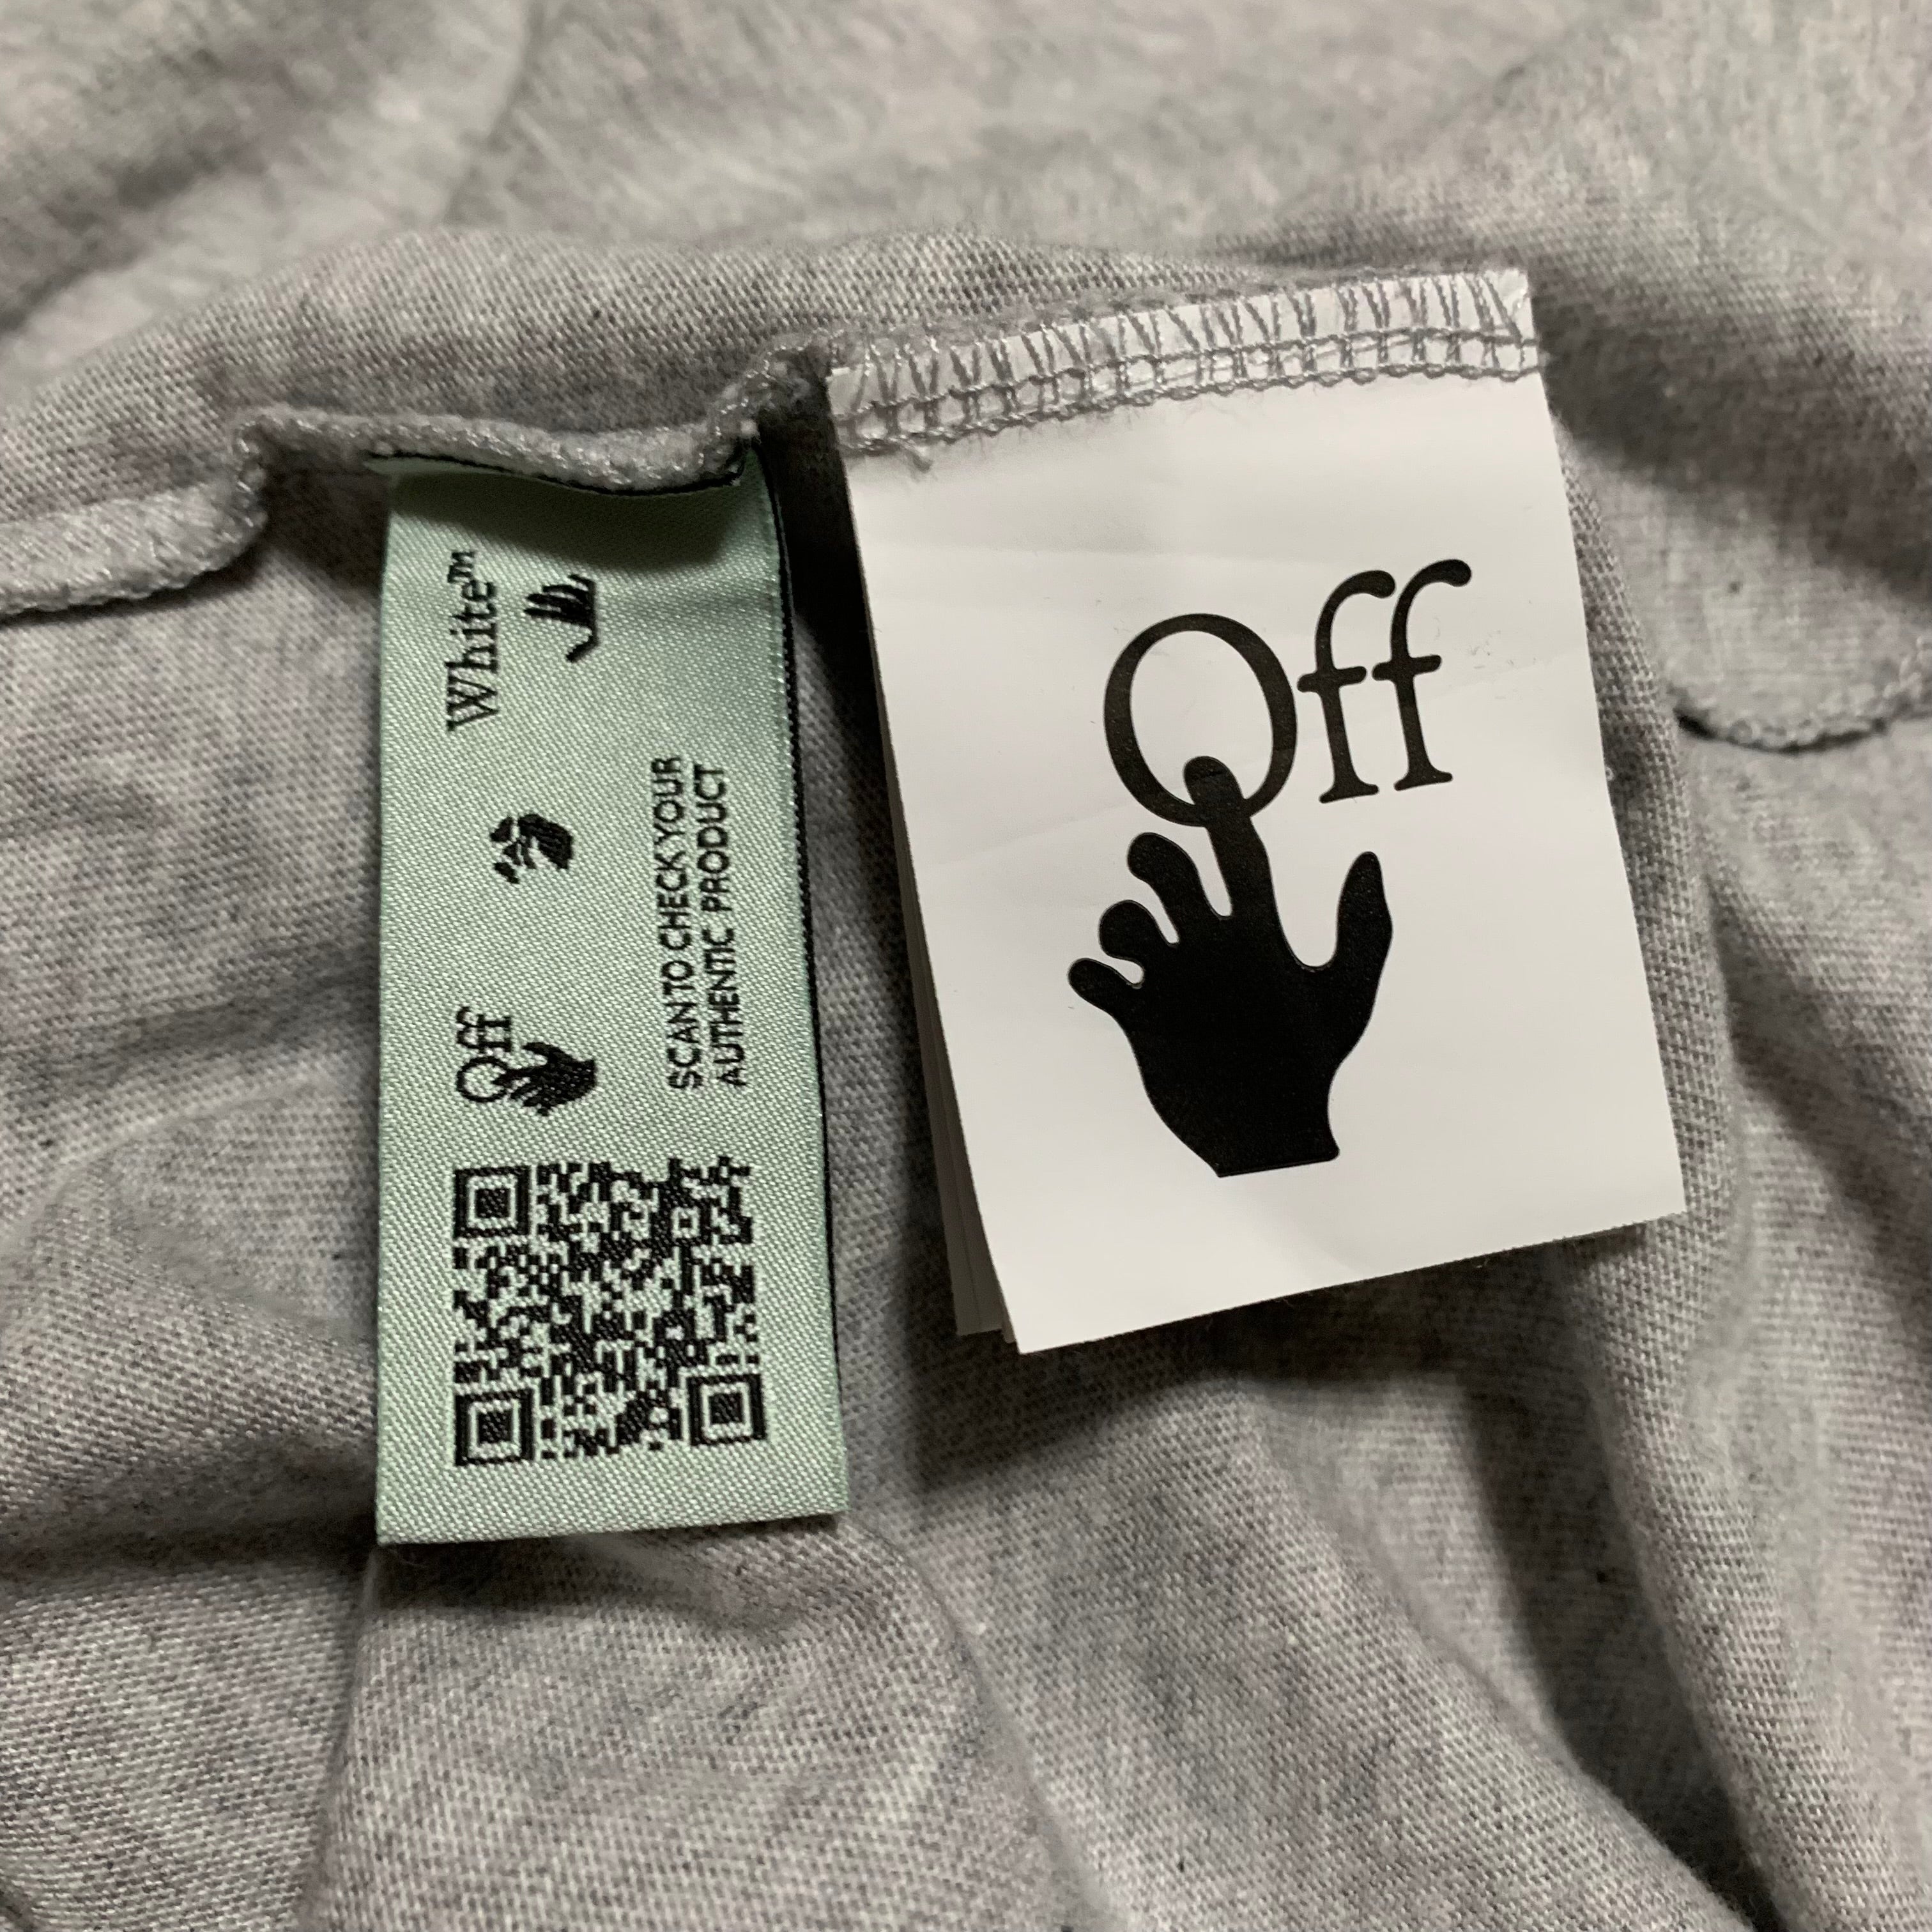 Off
White™
SCAN TO CHECK YOUR
AUTHENTIC PRODUCT
Off